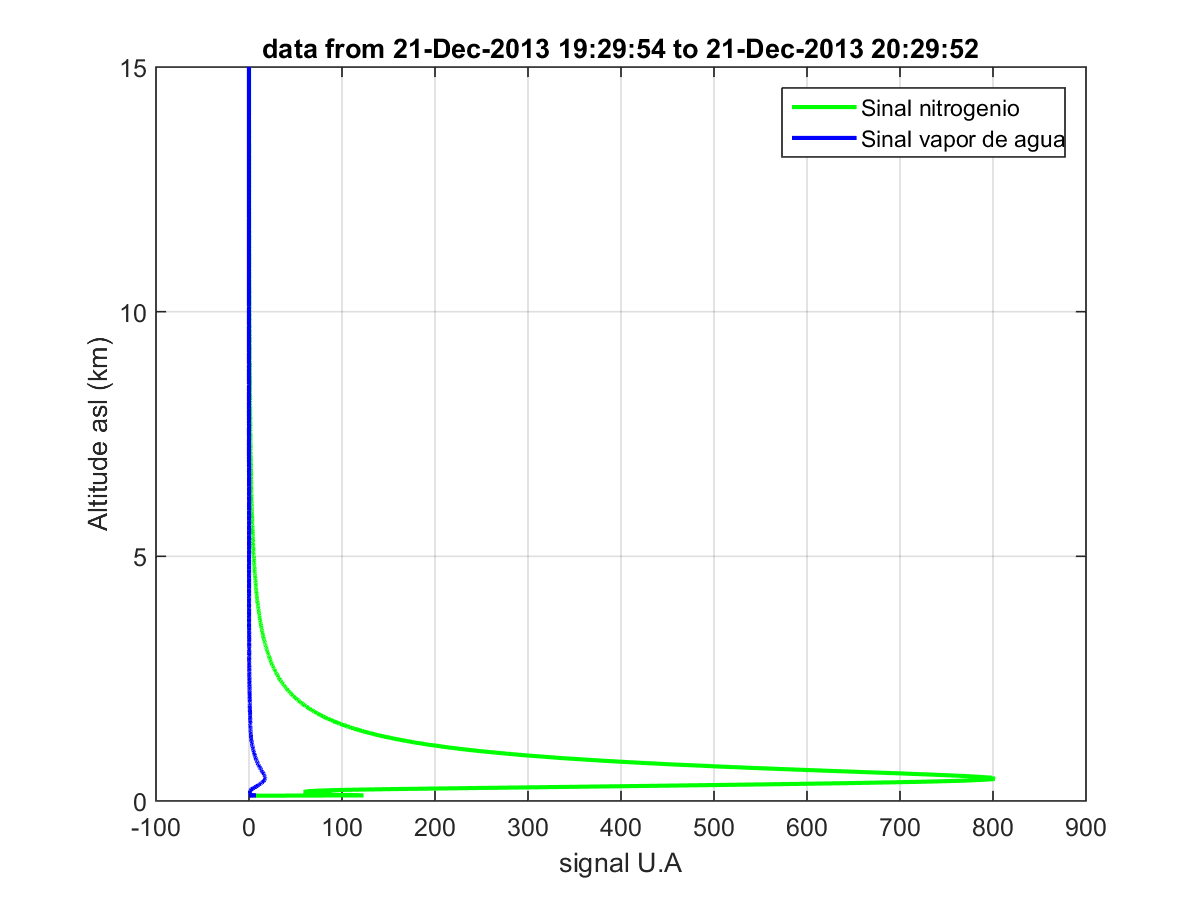 data from 21-Dec-2013 19:29:54 to 21-Dec-2013 20:29:52
Sinal nitrogenio
Sinal vapor de agua
15
10
5
0
Altitude asl (km)
-100 0 100 200 300 400 500 600 700 800 900
signal U.A